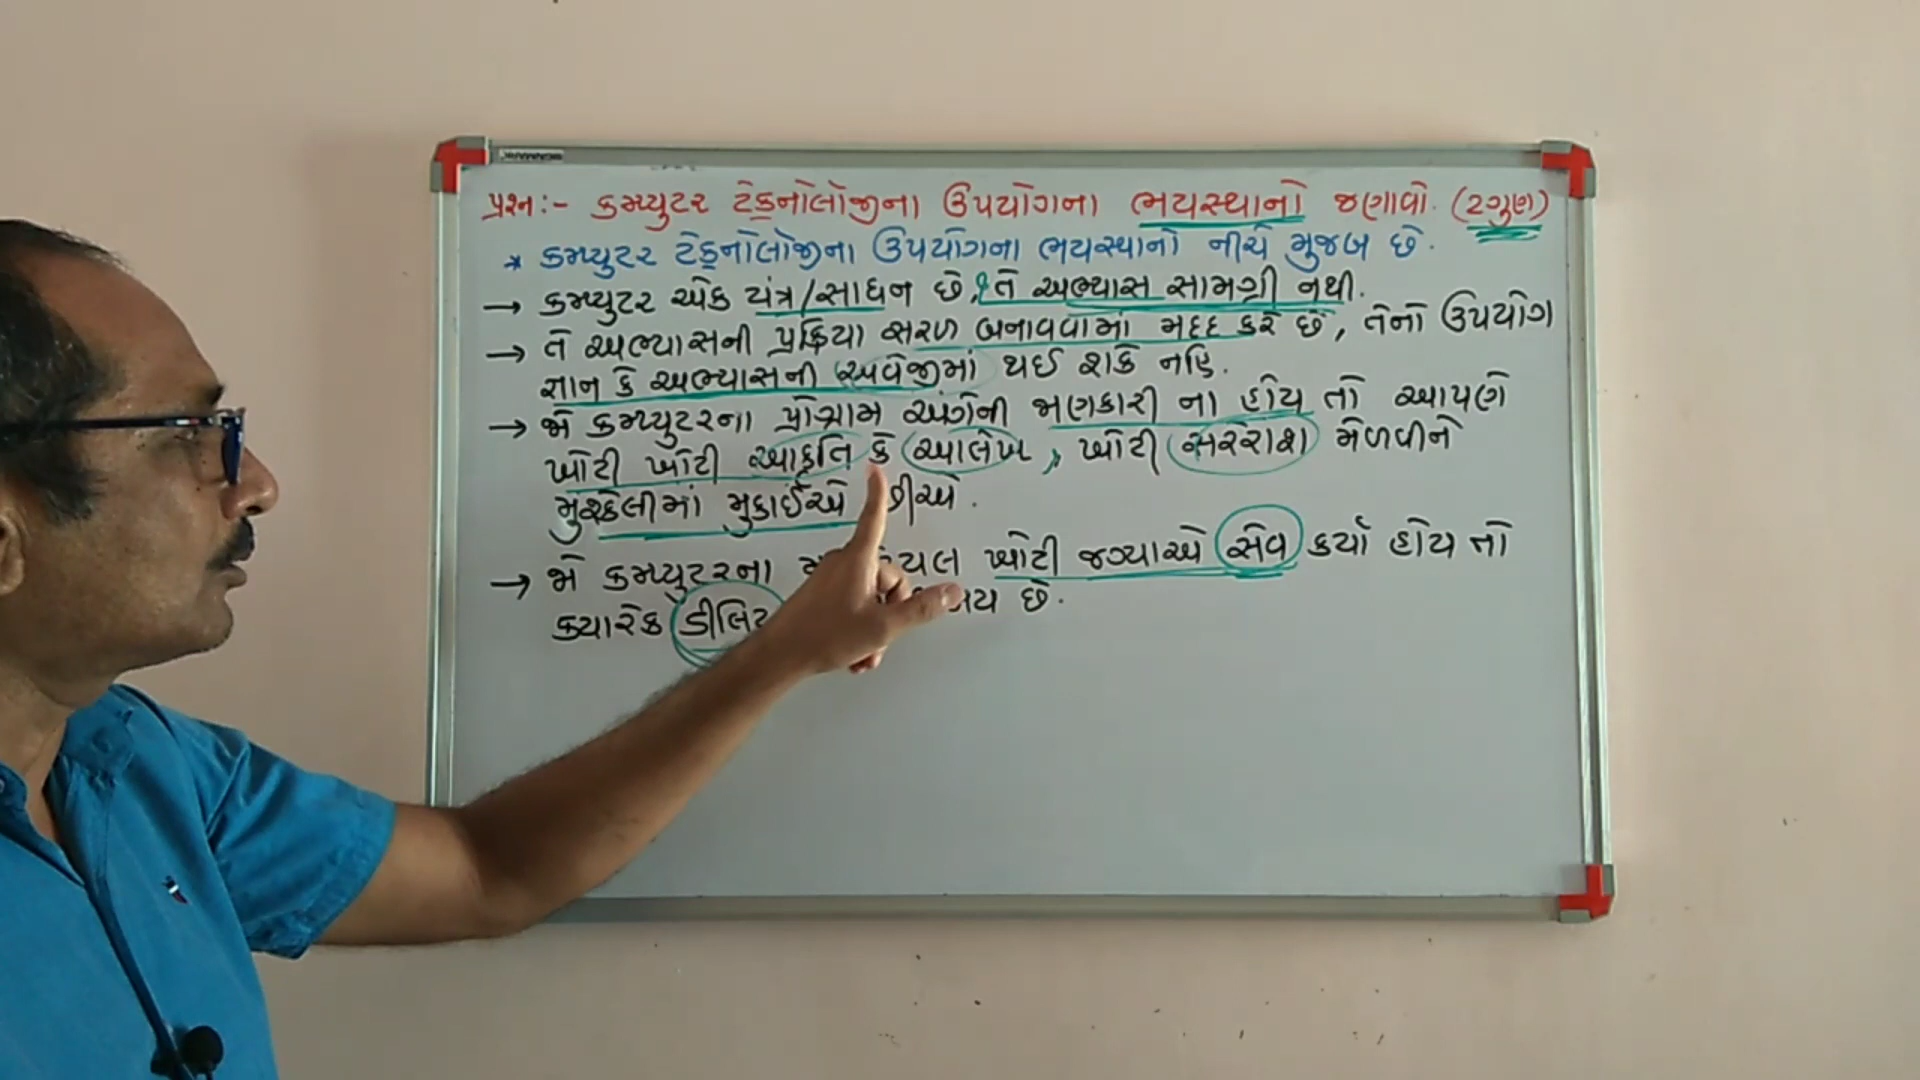 પ્રશ્ન:- કમ્પ્યુટર ટેક્નોલોજીના ઉપયોગના ભયસ્થાનો જણાવો. (૨ગુણ)
* કમ્પ્યુટર ટેક્નોલોજીના ઉપયોગના ભયસ્થાનો નીચે મુજબ છે.
→ કમ્પ્યુટર એક યંત્ર/સાધન છે, તે અભ્યાસ સામગ્રી નથી.
→ તે અભ્યાસની પ્રક્રિયા સરળ બનાવવામાં મદદ કરે છે, તેનો ઉપયોગ
જ્ઞાન કે અભ્યાસની અવેજીમાં થઈ શકે નહિ.
→ જો કમ્પ્યુટરના પ્રોગ્રામ અંગેની જાણકારી ના હોય તો આપણે
ખોટી ખોટી આકૃતિ કે આલેખ, ખોટી સરેરાશ મેળવીને
મુશ્કેલીમાં મુકાઈએ છીએ.
→ જો કમ્પ્યુટરના ખોટી જગ્યાએ સેવ કર્યો હોય તો
ક્યારેક ડીલિટ છે.